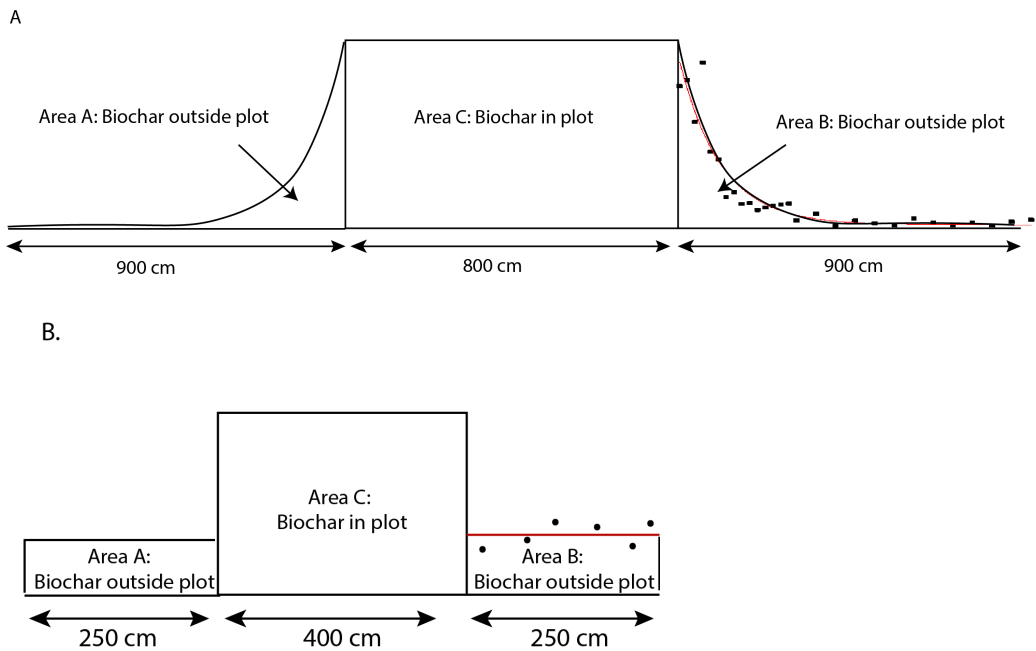 A
Area A: Biochar outside plot
Area C: Biochar in plot
Area B: Biochar outside plot
900 cm
800 cm
900 cm
B.
Area C:
Biochar in plot
Area A:
Biochar outside plot
Area B:
Biochar outside plot
250 cm
400 cm
250 cm